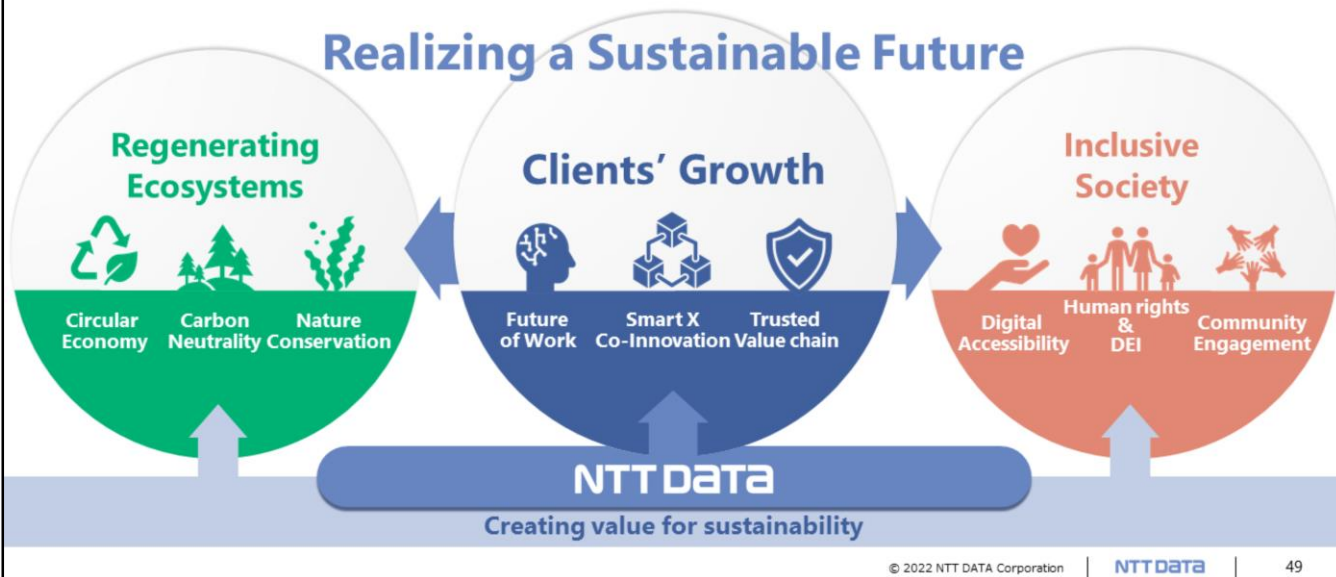 Realizing a Sustainable Future
Regenerating
Ecosystems
Circular
Economy
Carbon
Neutrality
Nature
Conservation
Clients' Growth
Future
of Work
Smart X
Co-Innovation
Trusted
Value chain
Inclusive
Society
Digital
Accessibility
Human rights
&
DEI
Community
Engagement
NTT DATA
Creating value for sustainability
© 2022 NTT DATA Corporation
NTT DATA
49